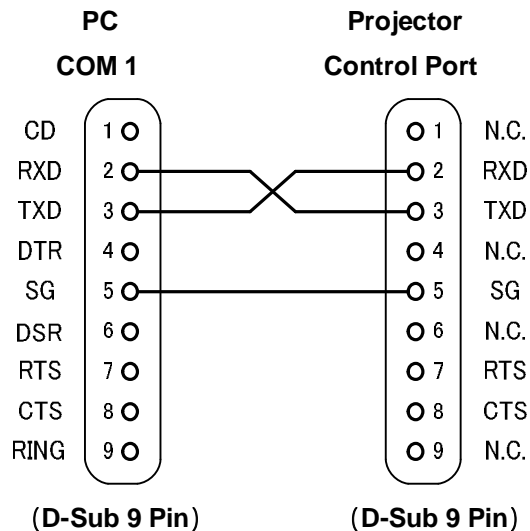 PC Projector
COM 1 Control Port
CD 1 1 N.C.
RXD 2 2 RXD
TXD 3 3 TXD
DTR 4 4 N.C.
SG 5 5 SG
DSR 6 6 N.C.
RTS 7 7 RTS
CTS 8 8 CTS
RING 9 9 N.C.
(D-Sub 9 Pin) (D-Sub 9 Pin)